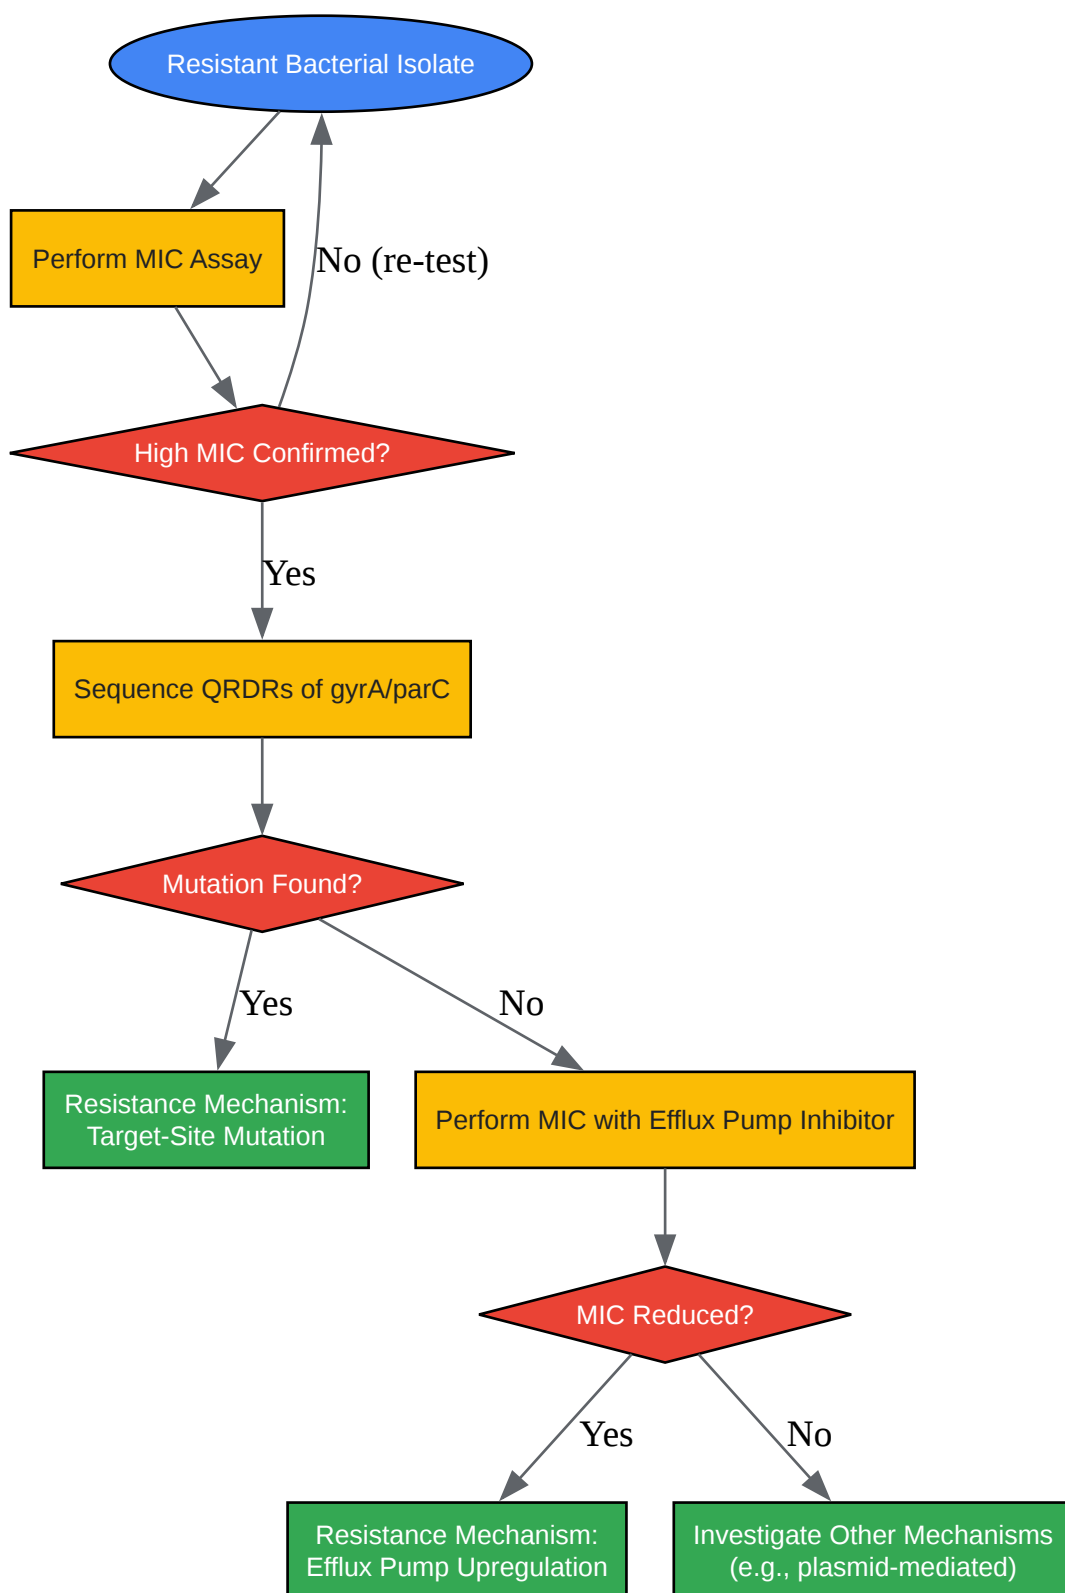 Resistant Bacterial Isolate
Perform MIC Assay
No (re-test)
High MIC Confirmed?
Yes
Sequence QRDRs of gyrA/parC
Mutation Found?
Yes
No
Resistance Mechanism:
Target-Site Mutation
Perform MIC with Efflux Pump Inhibitor
MIC Reduced?
Yes
No
Resistance Mechanism:
Efflux Pump Upregulation
Investigate Other Mechanisms
(e.g., plasmid-mediated)